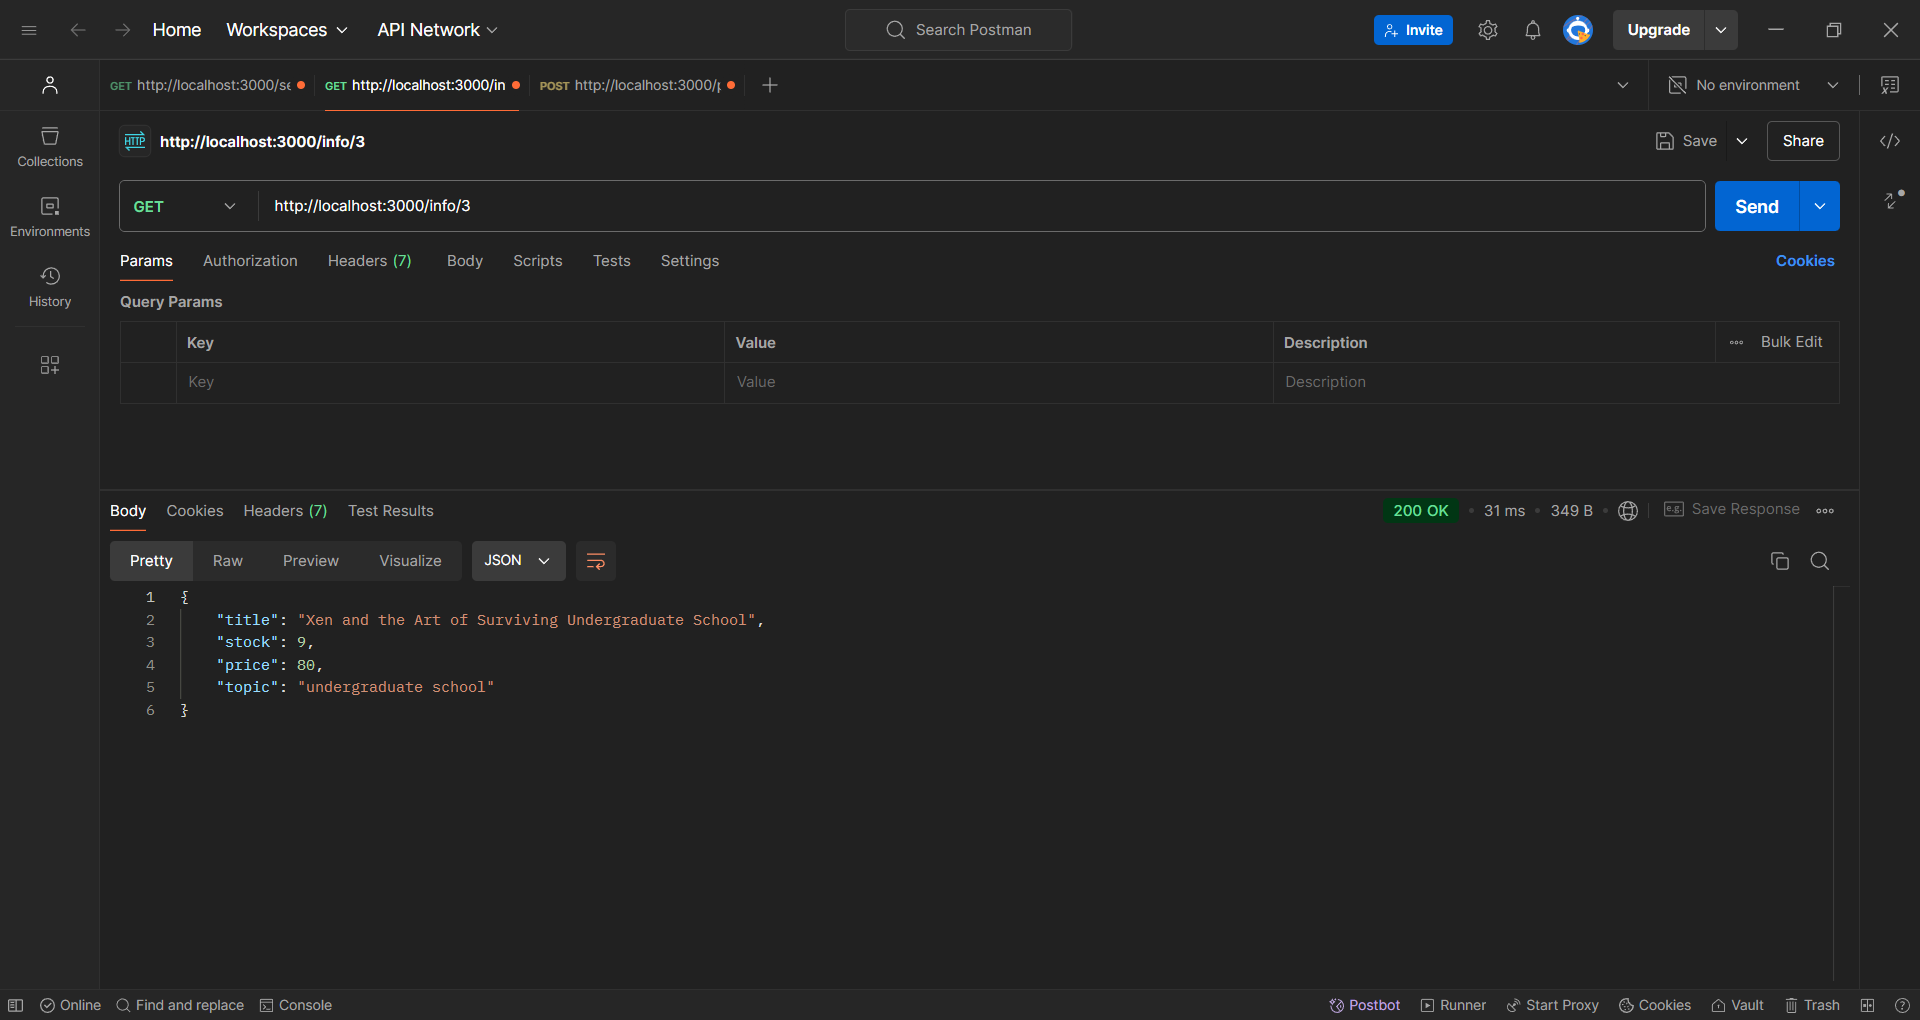 Home Workspaces API Network Search Postman Invite Upgrade
GET http://localhost:3000/se GET http://localhost:3000/in POST http://localhost:3000/p No environment
HTTP http://localhost:3000/info/3 Save Share
Collections
GET http://localhost:3000/info/3 Send
Environments
Params Authorization Headers (7) Body Scripts Tests Settings Cookies
History
Query Params
Key Value Description Bulk Edit
Key Value Description
Body Cookies Headers (7) Test Results 200 OK 31 ms 349 B e.g. Save Response
Pretty Raw Preview Visualize JSON
1 {
2 "title": "Xen and the Art of Surviving Undergraduate School",
3 "stock": 9,
4 "price": 80,
5 "topic": "undergraduate school"
6 }
Online Find and replace Console Postbot Runner Start Proxy Cookies Vault Trash